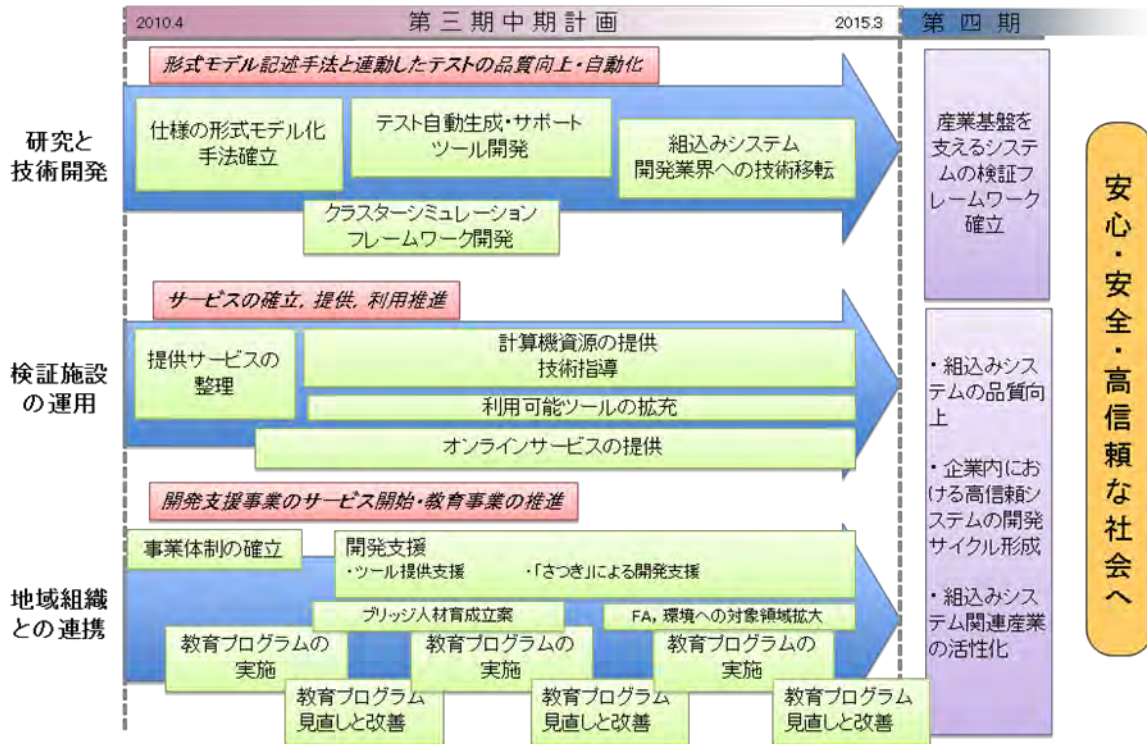 2010.4
第三期中期計画
2015.3
第四期
形式モデル記述手法と連動したテストの品質向上・自動化
研究と
技術開発
仕様の形式モデル化
手法確立
テスト自動生成・サポート
ツール開発
組込みシステム
開発業界への技術移転
クラスターシミュレーション
フレームワーク開発
産業基盤を
支えるシステ
ムの検証フ
レームワーク
確立
サービスの確立, 提供, 利用推進
検証施設
の運用
提供サービスの
整理
計算機資源の提供
技術指導
利用可能ツールの拡充
オンラインサービスの提供
開発支援事業のサービス開始・教育事業の推進
地域組織
との連携
事業体制の確立
開発支援
・ツール提供支援 ・「さつき」による開発支援
ブリッジ人材育成立案
FA, 環境への対象領域拡大
教育プログラムの
実施
教育プログラムの
実施
教育プログラムの
実施
教育プログラム
見直しと改善
教育プログラム
見直しと改善
教育プログラム
見直しと改善
・組込みシス
テムの品質向
上
・企業内にお
ける高信頼シ
ステムの開発
サイクル形成
・組込みシス
テム関連産業
の活性化
安心・安全・高信頼な社会へ